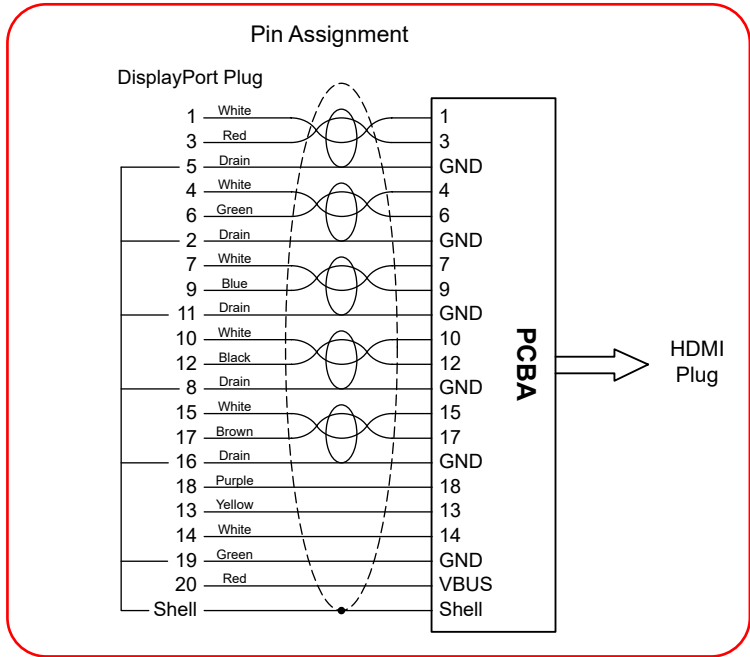 Pin Assignment
DisplayPort Plug
1 White 1
3 Red 3
5 Drain GND
4 White 4
6 Green 6
2 Drain GND
7 White 7
9 Blue 9
11 Drain GND
10 White 10
12 Black 12
8 Drain GND
15 White 15
17 Brown 17
16 Drain GND
18 Purple 18
13 Yellow 13
14 White 14
19 Green GND
20 Red VBUS
Shell Shell
PCBA
HDMI
Plug